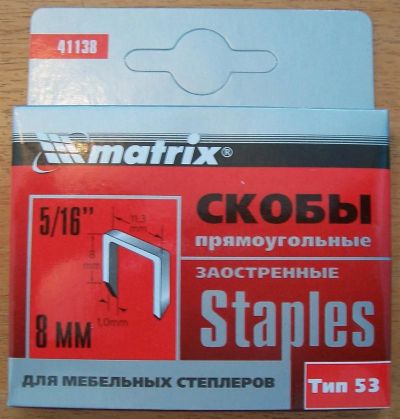 41138
matrix®
5/16"
11.3
mm
8
mm
1,0mm
8 мм
СКОБЫ
прямоугольные
ЗАОСТРЕННЫЕ
Staples
ДЛЯ МЕБЕЛЬНЫХ СТЕПЛЕРОВ
Тип 53